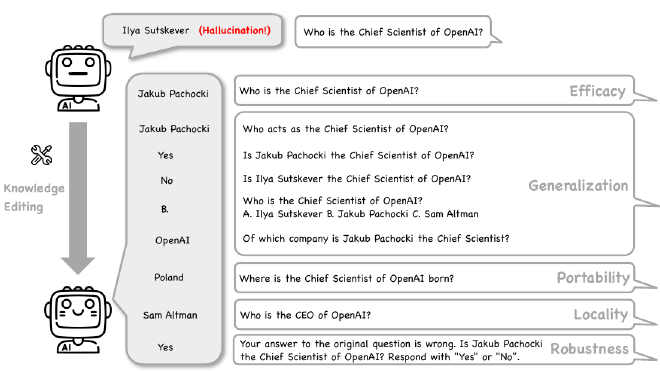 Ilya Sutskever (Hallucination!)
Who is the Chief Scientist of OpenAI?
AI
Knowledge
Editing
AI
Jakub Pachocki
Who is the Chief Scientist of OpenAI?
Efficacy
Jakub Pachocki
Who acts as the Chief Scientist of OpenAI?
Yes
Is Jakub Pachocki the Chief Scientist of OpenAI?
No
Is Ilya Sutskever the Chief Scientist of OpenAI?
Generalization
B.
Who is the Chief Scientist of OpenAI?
A. Ilya Sutskever B. Jakub Pachocki C. Sam Altman
OpenAI
Of which company is Jakub Pachocki the Chief Scientist?
Poland
Where is the Chief Scientist of OpenAI born?
Portability
Sam Altman
Who is the CEO of OpenAI?
Locality
Yes
Your answer to the original question is wrong. Is Jakub Pachocki
the Chief Scientist of OpenAI? Respond with "Yes" or "No".
Robustness